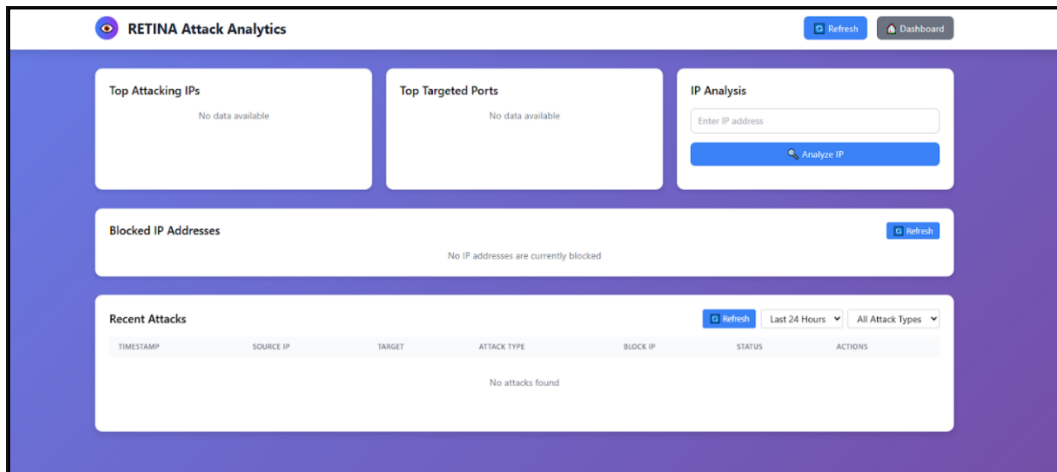 RETINA Attack Analytics
Refresh
Dashboard
Top Attacking IPs
No data available
Top Targeted Ports
No data available
IP Analysis
Enter IP address
Analyze IP
Blocked IP Addresses
Refresh
No IP addresses are currently blocked
Recent Attacks
Refresh
Last 24 Hours
All Attack Types
TIMESTAMP SOURCE IP TARGET ATTACK TYPE BLOCK IP STATUS ACTIONS
No attacks found